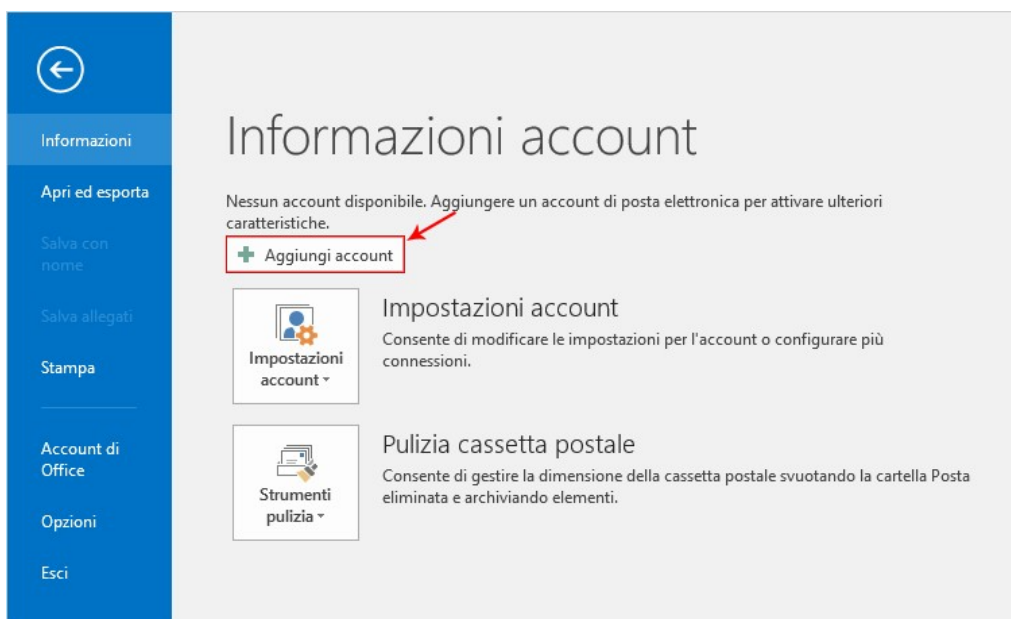 Informazioni
Apri ed esporta
Salva con
nome
Salva allegati
Stampa
Account di
Office
Opzioni
Esci
Informazioni account
Nessun account disponibile. Aggiungere un account di posta elettronica per attivare ulteriori
caratteristiche.
Aggiungi account
Impostazioni
account
Impostazioni account
Consente di modificare le impostazioni per l'account o configurare più
connessioni.
Strumenti
pulizia
Pulizia cassetta postale
Consente di gestire la dimensione della cassetta postale svuotando la cartella Posta
eliminata e archiviando elementi.